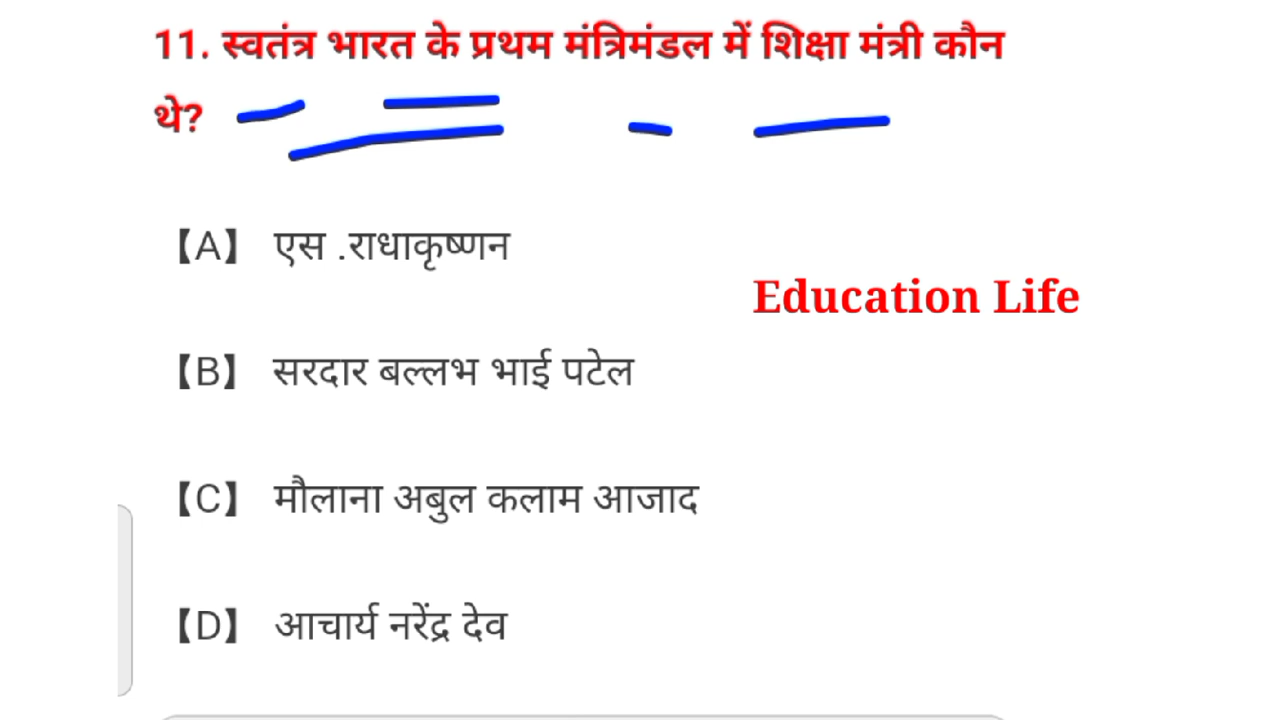 11. स्वतंत्र भारत के प्रथम मंत्रिमंडल में शिक्षा मंत्री कौन
थे?
【A】 एस .राधाकृष्णन
Education Life
【B】 सरदार बल्लभ भाई पटेल
【C】 मौलाना अबुल कलाम आजाद
【D】 आचार्य नरेंद्र देव